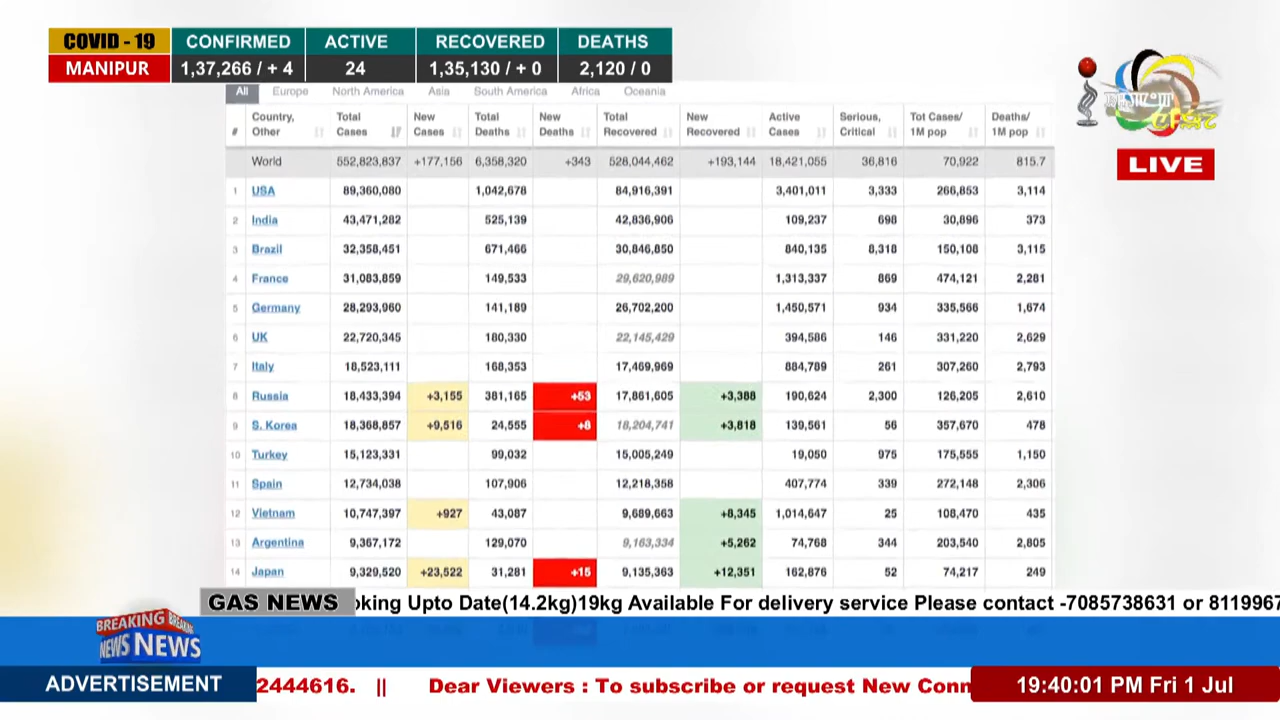 COVID - 19 CONFIRMED ACTIVE RECOVERED DEATHS
MANIPUR 1,37,266 / + 4 24 1,35,130 / + 0 2,120 / 0
LIVE
All Europe North America Asia South America Africa Oceania
# Country, Other Total Cases New Cases Total Deaths New Deaths Total Recovered New Recovered Active Cases Serious, Critical Tot Cases/ 1M pop Deaths/ 1M pop
World 552,823,837 +177,156 6,358,320 +343 528,044,462 +193,144 18,421,055 36,816 70,922 815.7
1 USA 89,360,080 1,042,678 84,916,391 3,401,011 3,333 266,853 3,114
2 India 43,471,282 525,139 42,836,906 109,237 698 30,896 373
3 Brazil 32,358,451 671,466 30,846,850 840,135 8,318 150,108 3,115
4 France 31,083,859 149,533 29,620,989 1,313,337 869 474,121 2,281
5 Germany 28,293,960 141,189 26,702,200 1,450,571 934 335,566 1,674
6 UK 22,720,345 180,330 22,145,429 394,586 146 331,220 2,629
7 Italy 18,523,111 168,353 17,469,969 884,789 261 307,260 2,793
8 Russia 18,433,394 +3,155 381,165 +53 17,861,605 +3,388 190,624 2,300 126,205 2,610
9 S. Korea 18,368,857 +9,516 24,555 +8 18,204,741 +3,818 139,561 56 357,670 478
10 Turkey 15,123,331 99,032 15,005,249 19,050 975 175,555 1,150
11 Spain 12,734,038 107,906 12,218,358 407,774 339 272,148 2,306
12 Vietnam 10,747,397 +927 43,087 9,689,663 +8,345 1,014,647 25 108,470 435
13 Argentina 9,367,172 129,070 9,163,334 +5,262 74,768 344 203,540 2,805
14 Japan 9,329,520 +23,522 31,281 +15 9,135,363 +12,351 162,876 52 74,217 249
GAS NEWS oking Upto Date(14.2kg)19kg Available For delivery service Please contact -7085738631 or 8119967
BREAKING BREAKING
NEWS NEWS
ADVERTISEMENT 2444616. || Dear Viewers : To subscribe or request New Conn 19:40:01 PM Fri 1 Jul